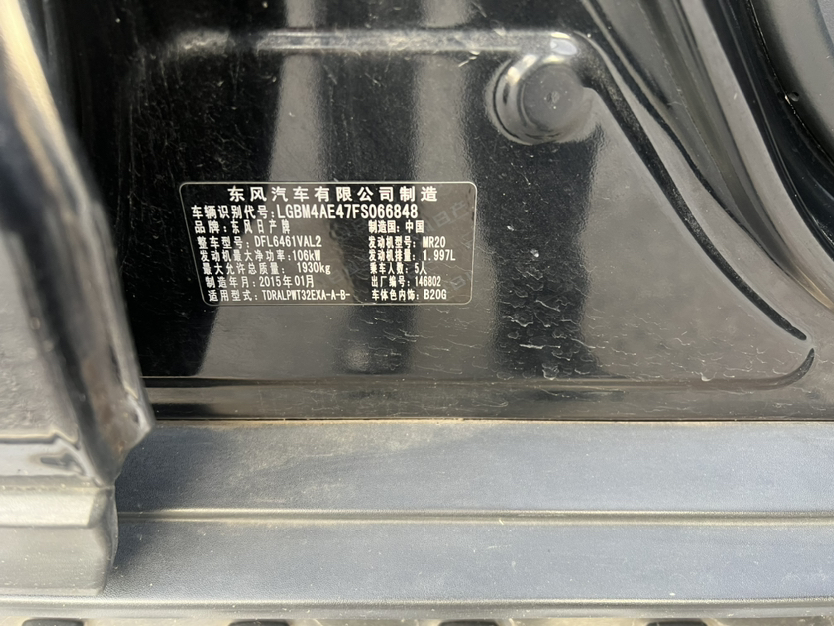 东风汽车有限公司制造
车辆识别代号:LGBM4AE47FS066848
品牌:东风日产牌 制造国:中国
整车型号:DFL6461VAL2 发动机型号:MR20
发动机最大净功率:106kW 发动机排量:1.997L
最大允许总质量: 1930kg 乘车人数:5人
制造年月:2015年01月 出厂编号:146802
适用型式:TDRALPWT32EXA-A-B- 车体色内饰:B20G